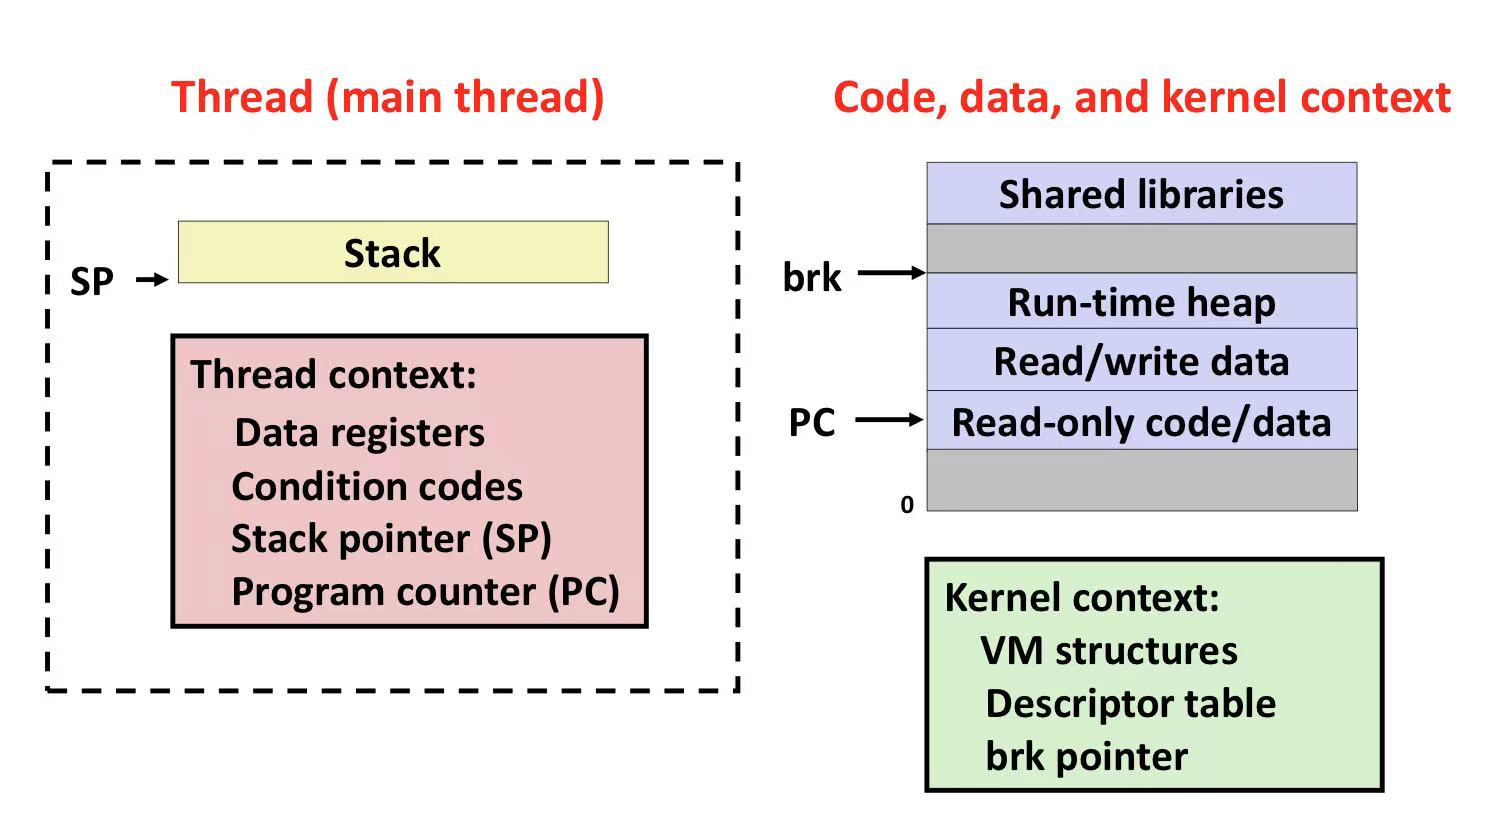 Thread (main thread)
Stack
SP
Thread context:
Data registers
Condition codes
Stack pointer (SP)
Program counter (PC)
Code, data, and kernel context
Shared libraries
brk
Run-time heap
Read/write data
PC
Read-only code/data
0
Kernel context:
VM structures
Descriptor table
brk pointer